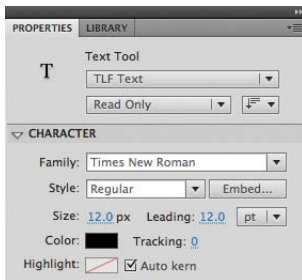 PROPERTIES LIBRARY
T
Text Tool
TLF Text
Read Only
CHARACTER
Family: Times New Roman
Style: Regular Embed...
Size: 12.0 px Leading: 12.0 pt
Color: Tracking: 0
Highlight: Auto kern